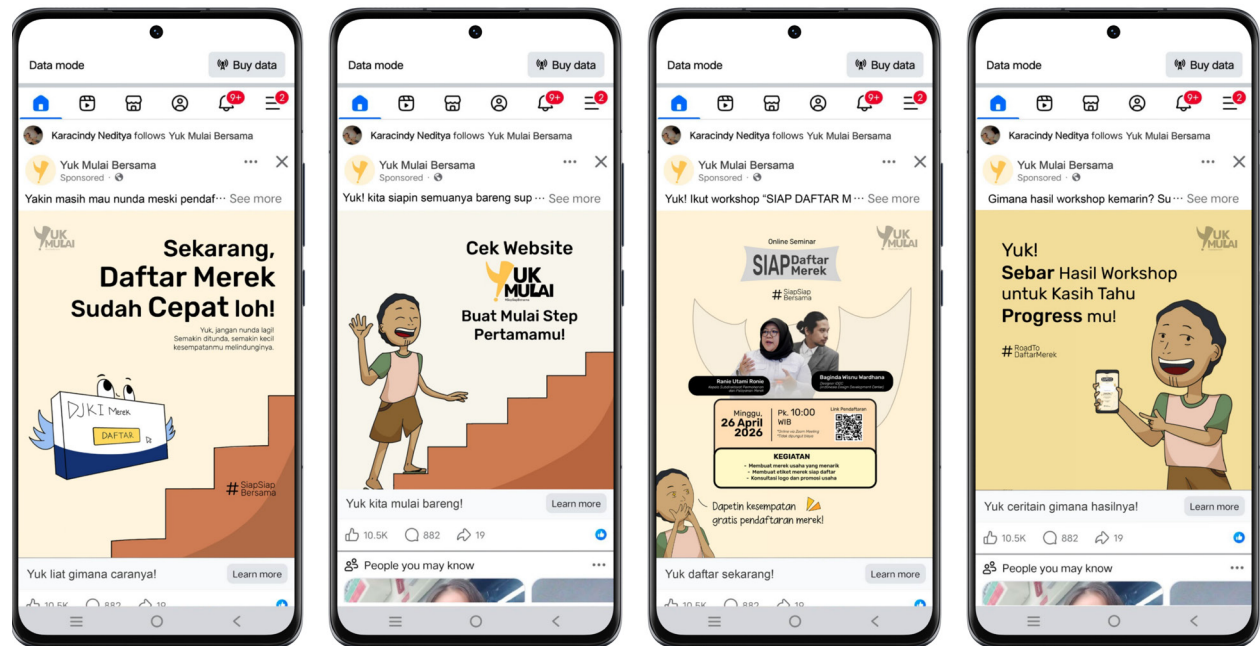 Data mode
Buy data
9+
2
Karacindy Neditya follows Yuk Mulai Bersama
Yuk Mulai Bersama
Sponsored
Yakin masih mau nunda meski pendaf... See more
YUK
MULAI
Sekarang,
Daftar Merek
Sudah Cepat loh!
Yuk, jangan nunda lagi!
Semakin ditunda, semakin kecil
kesempatanmu melindunginya.
DJKI Merek
DAFTAR
# SiapSiap
Bersama
Yuk liat gimana caranya!
Learn more
10.5K 882 19
Data mode
Buy data
9+
2
Karacindy Neditya follows Yuk Mulai Bersama
Yuk Mulai Bersama
Sponsored
Yuk! kita siapin semuanya bareng sup ... See more
Cek Website
YUK
MULAI
Buat Mulai Step
Pertamamu!
Yuk kita mulai bareng!
Learn more
10.5K 882 19
People you may know
Data mode
Buy data
9+
2
Karacindy Neditya follows Yuk Mulai Bersama
Yuk Mulai Bersama
Sponsored
Yuk! Ikut workshop "SIAP DAFTAR M... See more
YUK
MULAI
Online Seminar
SIAP Daftar
Merek
# SiapSiap
Bersama
Ranie Utami Ronie
Baginda Wisnu Wardhana
Minggu,
26 April
2026
Pk. 10:00
WIB
Link Pendaftaran
KEGIATAN
- Membuat merek usaha yang menarik
- Membuat etiket merek siap daftar
- Konsultasi logo dan promosi usaha
Dapetin kesempatan
gratis pendaftaran merek!
Yuk daftar sekarang!
Learn more
10.5K 882 19
Data mode
Buy data
9+
2
Karacindy Neditya follows Yuk Mulai Bersama
Yuk Mulai Bersama
Sponsored
Gimana hasil workshop kemarin? Su... See more
YUK
MULAI
Yuk!
Sebar Hasil Workshop
untuk Kasih Tahu
Progress mu!
# RoadTo
DaftarMerek
Yuk ceritain gimana hasilnya!
Learn more
10.5K 882 19
People you may know